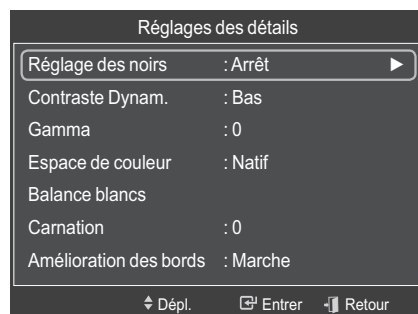 Réglages des détails
Réglage des noirs : Arrêt ►
Contraste Dynam. : Bas
Gamma : 0
Espace de couleur : Natif
Balance blancs
Carnation : 0
Amélioration des bords : Marche
Dépl. Entrer Retour